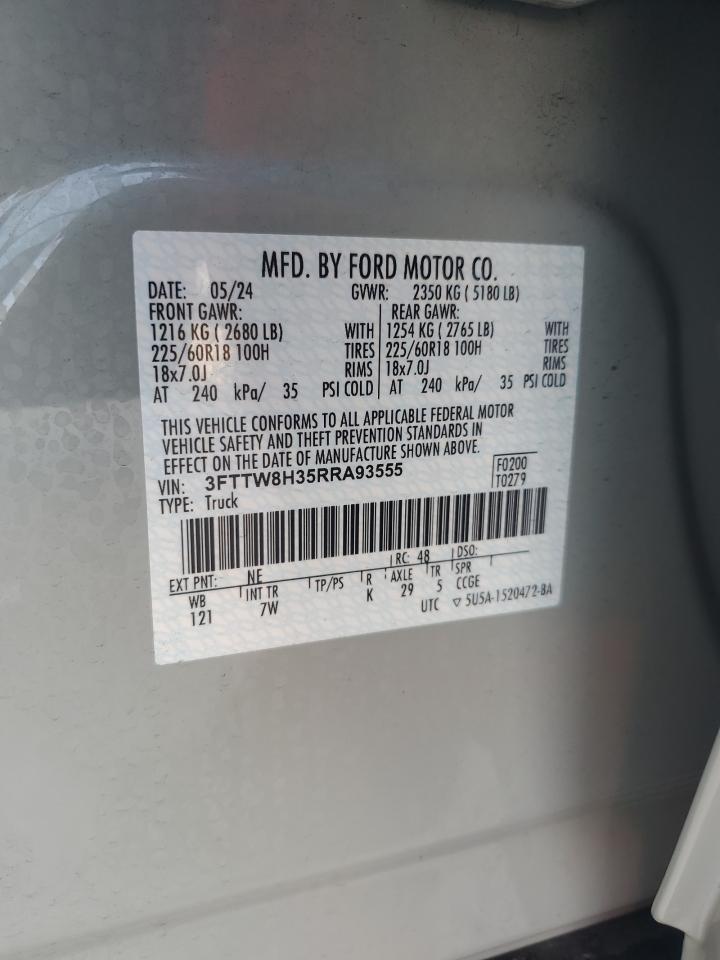 MFD. BY FORD MOTOR CO.
DATE: 05/24 GVWR: 2350 KG ( 5180 LB)
FRONT GAWR: REAR GAWR:
1216 KG ( 2680 LB) WITH 1254 KG ( 2765 LB) WITH
225/60R18 100H TIRES 225/60R18 100H TIRES
18x7.0J RIMS 18x7.0J RIMS
AT 240 kPa/ 35 PSI COLD AT 240 kPa/ 35 PSI COLD
THIS VEHICLE CONFORMS TO ALL APPLICABLE FEDERAL MOTOR
VEHICLE SAFETY AND THEFT PREVENTION STANDARDS IN
EFFECT ON THE DATE OF MANUFACTURE SHOWN ABOVE.
VIN: 3FTTW8H35RRA93555 F0200
TYPE: Truck T0279
EXT PNT: NE RC: 48 DSO:
WB INT TR TP/PS R AXLE TR SPR
121 7W K 29 5 CCGE
UTC ▽ 5U5A-1520472-BA